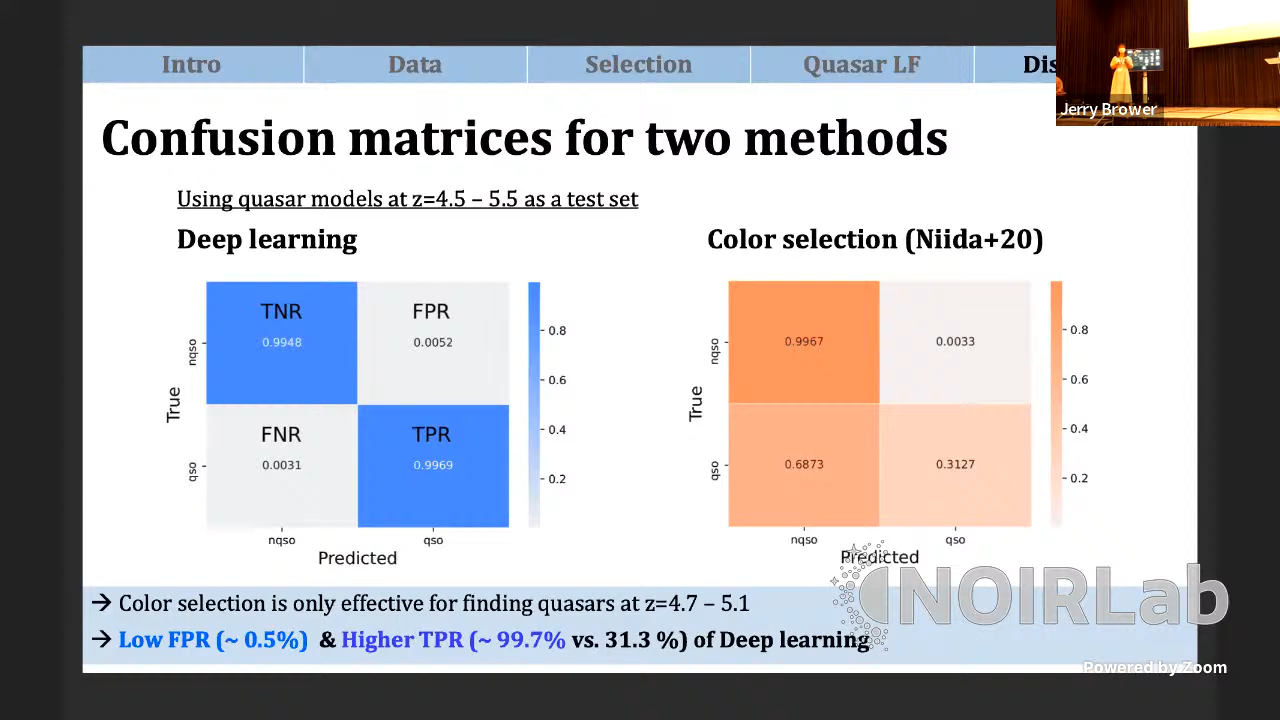 Intro
Data
Selection
Quasar LF
Dis
Jerry Brower
Confusion matrices for two methods
Using quasar models at z=4.5 – 5.5 as a test set
Deep learning
Color selection (Niida+20)
TNR
FPR
0.9948
0.0052
FNR
TPR
0.0031
0.9969
nqso
qso
True
nqso
qso
Predicted
0.8
0.6
0.4
0.2
0.9967
0.0033
0.6873
0.3127
nqso
qso
True
nqso
qso
Predicted
0.8
0.6
0.4
0.2
→ Color selection is only effective for finding quasars at z=4.7 – 5.1
→ Low FPR (~ 0.5%) & Higher TPR (~ 99.7% vs. 31.3 %) of Deep learning
NOIRLab
Powered by Zoom